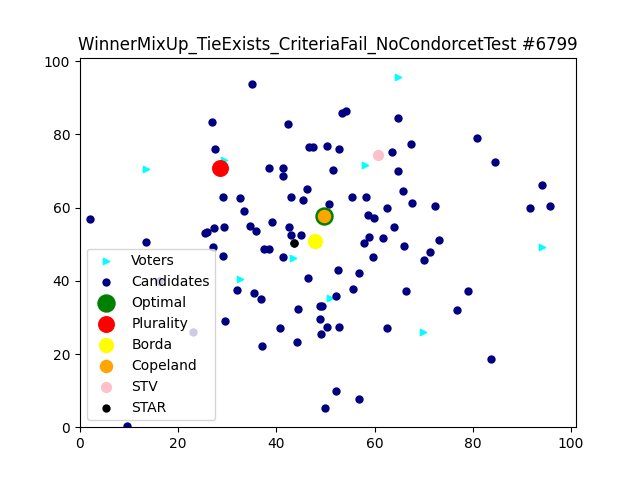 WinnerMixUp_TieExists_CriteriaFail_NoCondorcetTest #6799
100
80
60
40
20
0
Voters
Candidates
Optimal
Plurality
Borda
Copeland
STV
STAR
0 20 40 60 80 100